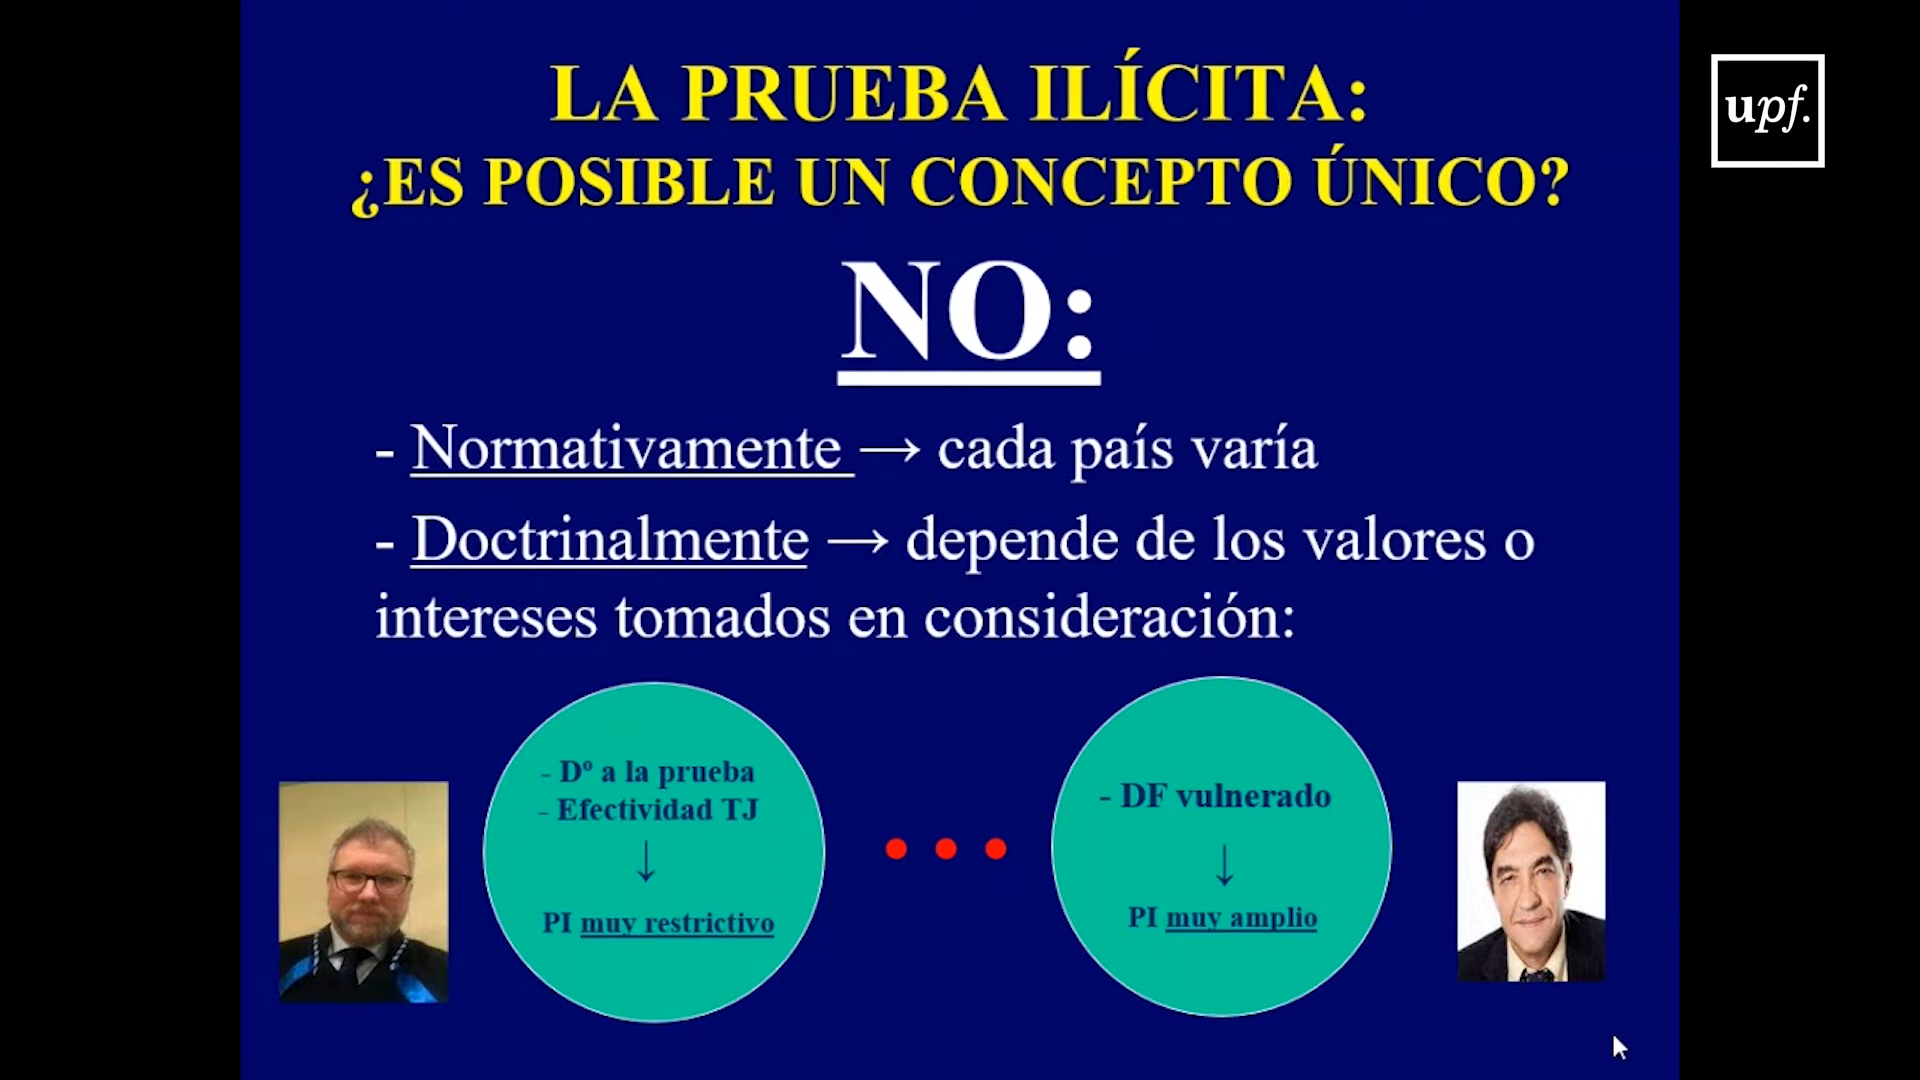 LA PRUEBA ILÍCITA:
¿ES POSIBLE UN CONCEPTO ÚNICO?
NO:
- Normativamente → cada país varía
- Doctrinalmente → depende de los valores o
intereses tomados en consideración:
- Dº a la prueba
- Efectividad TJ
↓
PI muy restrictivo
- DF vulnerado
↓
PI muy amplio
upf.